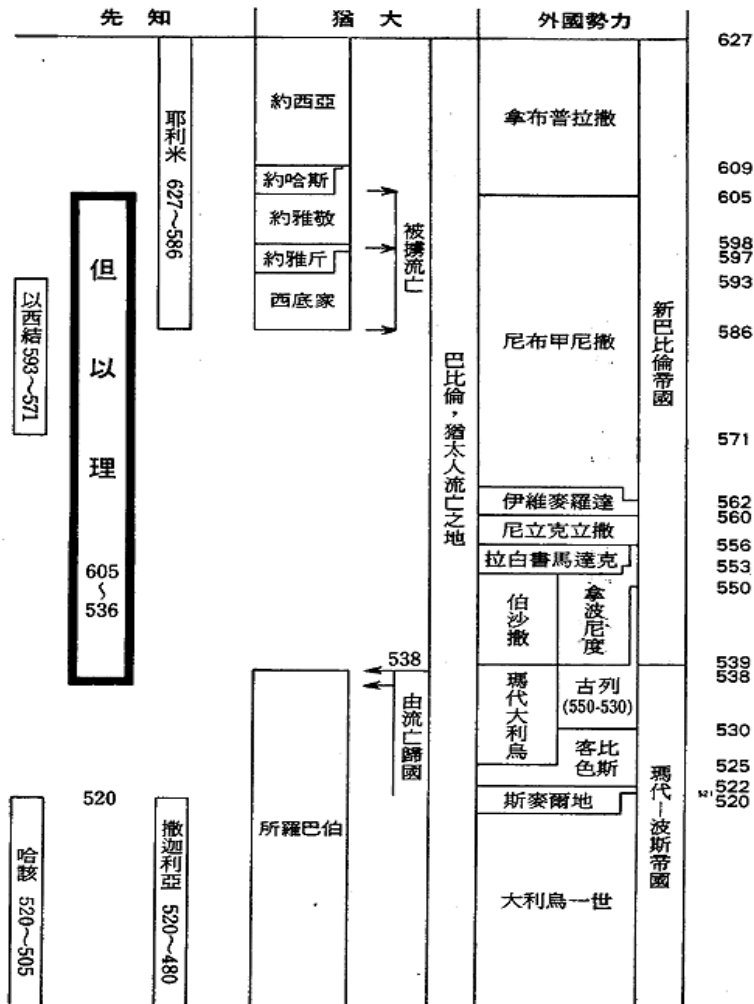 先知
猶大
外國勢力
以西結 593～571
哈該 520～505
但以理
605
～
536
520
耶利米 627～586
撒迦利亞 520～480
約西亞
約哈斯
約雅敬
約雅斤
西底家
所羅巴伯
被擄流亡
538
由流亡歸國
巴比倫，猶太人流亡之地
拿布普拉撒
尼布甲尼撒
伊維麥羅達
尼立克立撒
拉白書馬達克
伯沙撒
拿波尼度
瑪代大利烏
古列
(550-530)
客比
色斯
斯麥爾地
大利烏一世
新巴比倫帝國
瑪代－波斯帝國
627
609
605
598
597
593
586
571
562
560
556
553
550
539
538
530
525
522
521
520